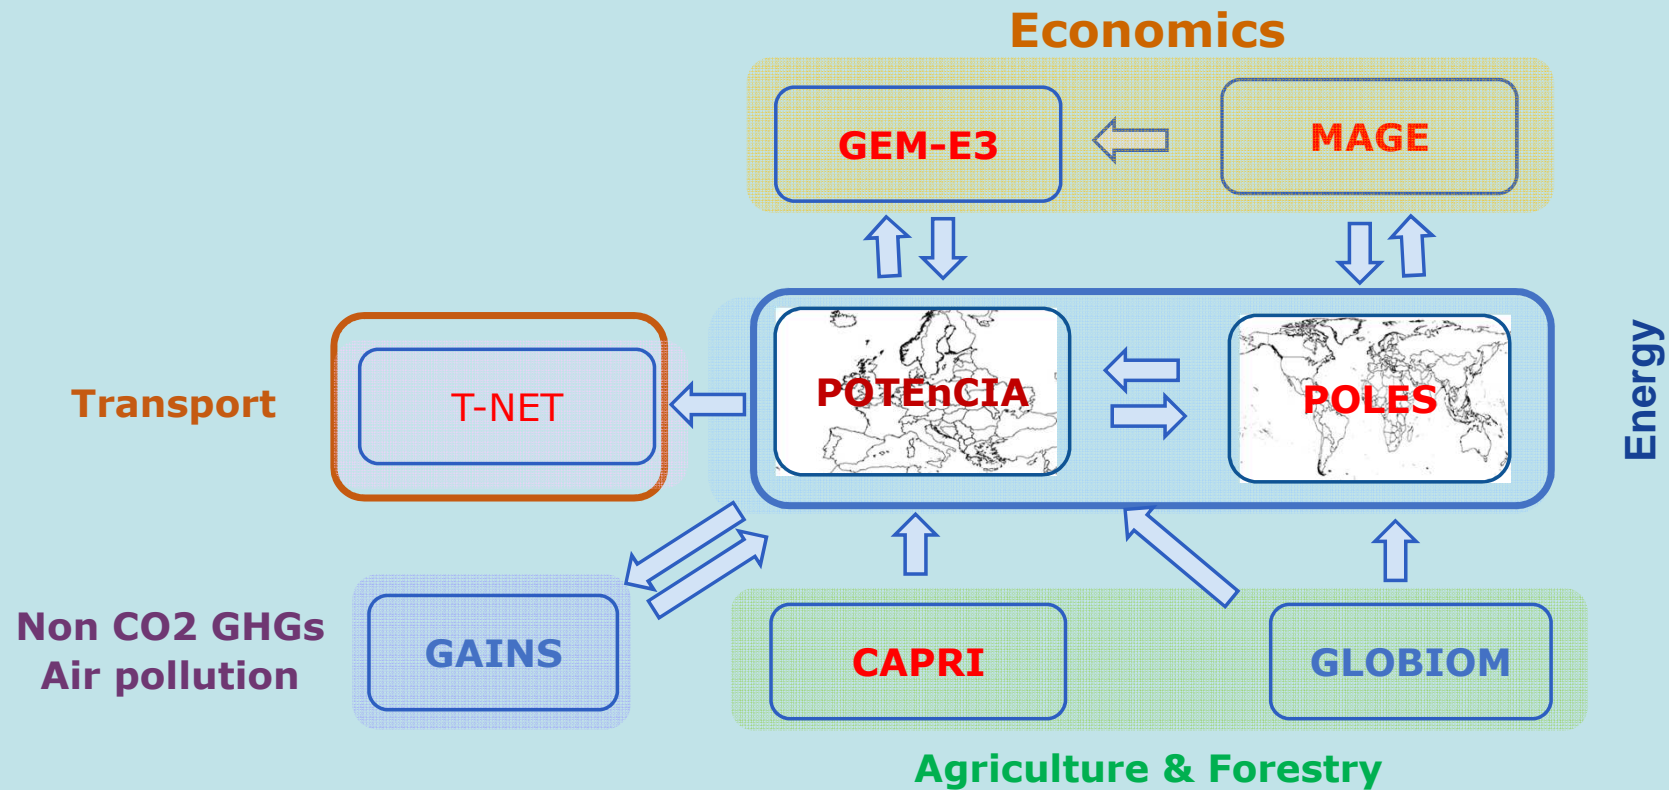 Economics
GEM-E3
MAGE
Transport
T-NET
POTEnCIA
POLES
Energy
Non CO2 GHGs
Air pollution
GAINS
CAPRI
GLOBIOM
Agriculture & Forestry